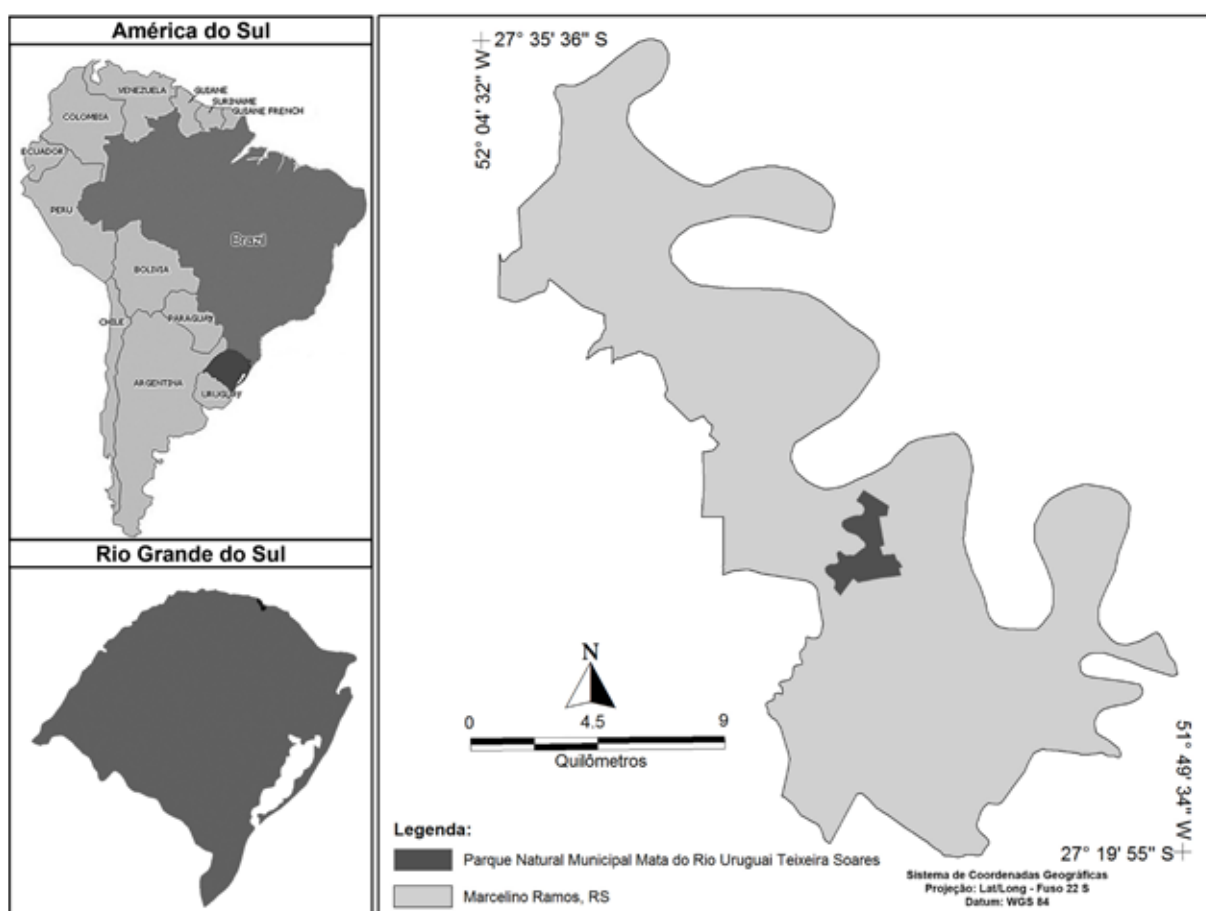 América do Sul
VENEZUELA
GUIANE
SURINAME
GUIANE FRENCH
COLOMBIA
ECUADOR
PERU
Brazil
BOLIVIA
PARAGUAY
CHILE
ARGENTINA
URUGUAY
Rio Grande do Sul
27° 35' 36" S
52° 04' 32" W
N
0 4.5 9
Quilômetros
Legenda:
Parque Natural Municipal Mata do Rio Uruguai Teixeira Soares
Marcelino Ramos, RS
51° 49' 34" W
27° 19' 55" S
Sistema de Coordenadas Geográficas
Projeção: Lat/Long - Fuso 22 S
Datum: WGS 84